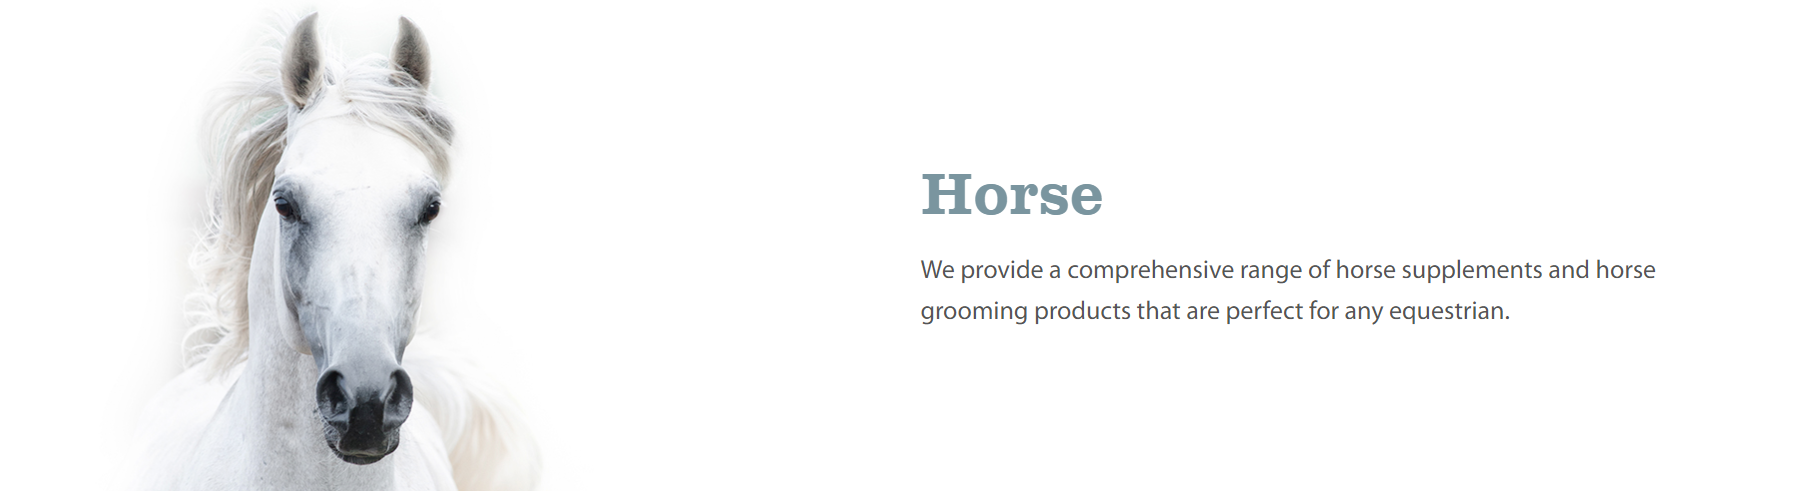 Horse
We provide a comprehensive range of horse supplements and horse
grooming products that are perfect for any equestrian.